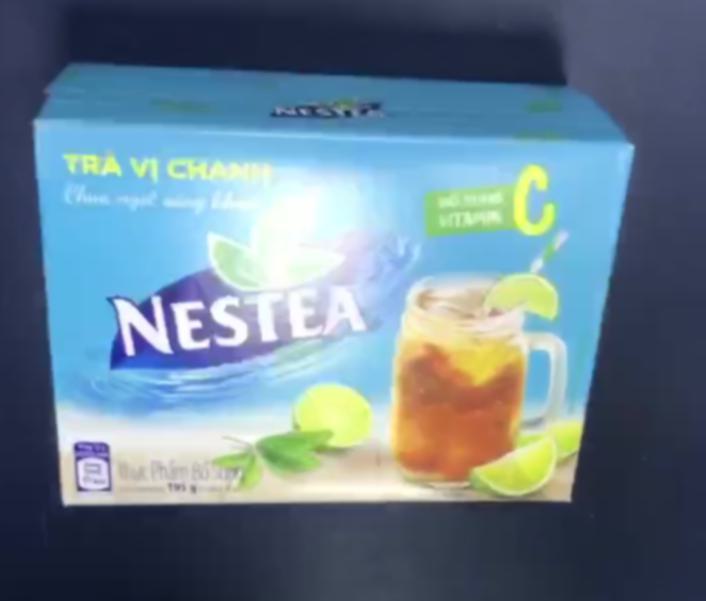 NESTEA
TRÀ VỊ CHANH
Chua ngọt sảng khoái
BỔ SUNG
VITAMIN C
NESTEA
Thực Phẩm Bổ Sung
195 g